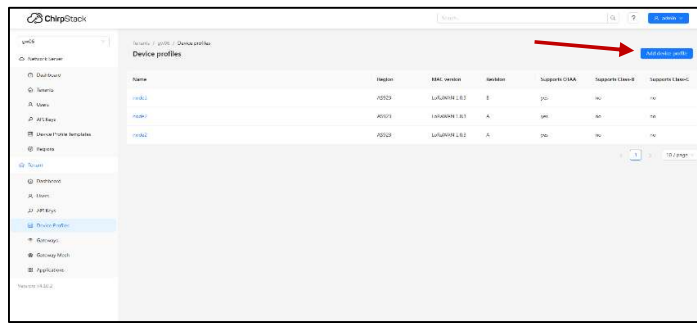 ChirpStack
Search...
?
admin
gw06
Network Server
Dashboard
Tenants
Users
API Keys
Device Profile Templates
Regions
Tenant
Dashboard
Users
API Keys
Device Profiles
Gateways
Gateway Mesh
Applications
Tenants / gw06 / Device profiles
Device profiles
Add device profile
Name Region MAC version Revision Supports OTAA Supports Class-B Supports Class-C
AS923 LoRaWAN 1.0.3 yes no no
AS923 LoRaWAN 1.0.3 A yes no no
node2 AS923 LoRaWAN 1.0.3 A yes no no
1
10 / page